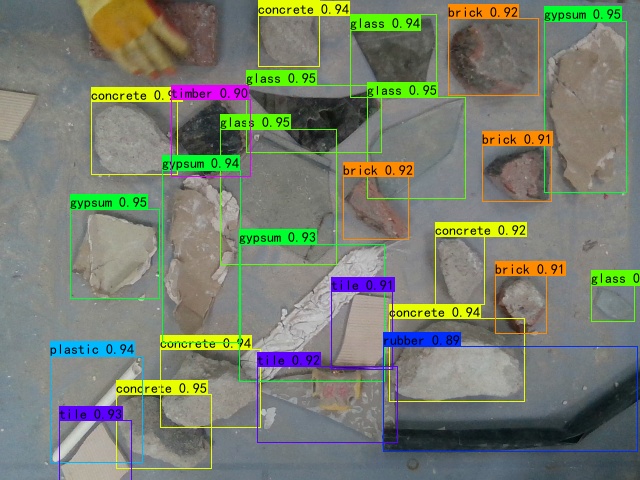 concrete 0.94
glass 0.94
brick 0.92
gypsum 0.95
glass 0.95
concrete 0.9
timber 0.90
glass 0.95
glass 0.95
brick 0.91
gypsum 0.94
brick 0.92
gypsum 0.95
concrete 0.92
gypsum 0.93
brick 0.91
glass 0
tile 0.91
concrete 0.94
rubber 0.89
concrete 0.94
plastic 0.94
tile 0.92
concrete 0.95
tile 0.93